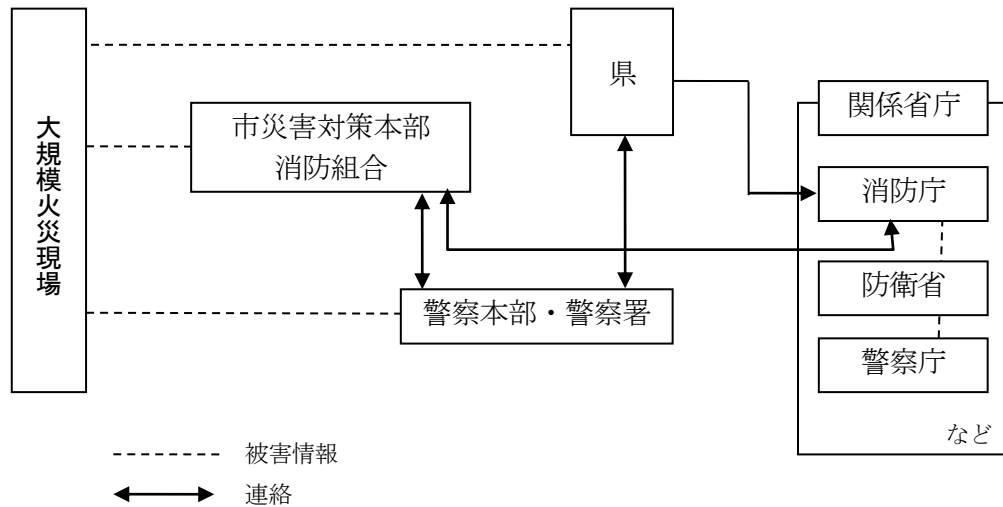 大規模火災現場
県
市災害対策本部
消防組合
警察本部・警察署
関係省庁
消防庁
防衛省
警察庁
など
被害情報
連絡